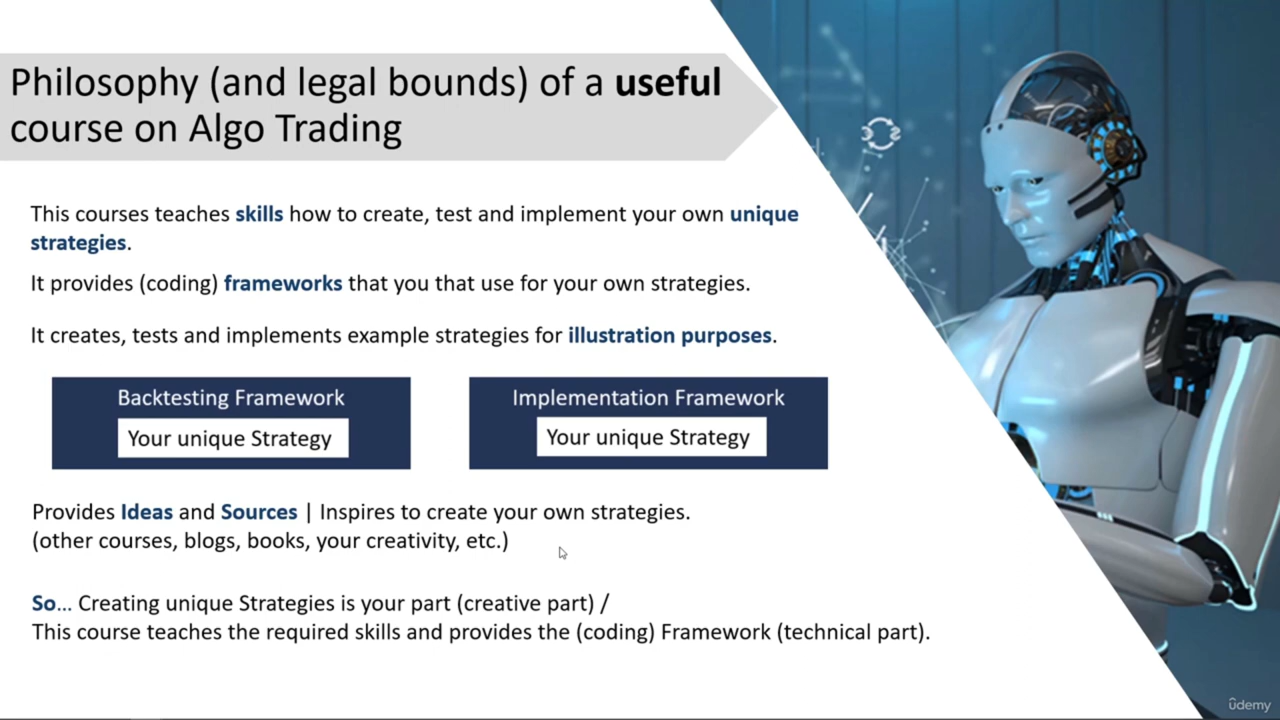 Philosophy (and legal bounds) of a useful
course on Algo Trading
This courses teaches skills how to create, test and implement your own unique
strategies.
It provides (coding) frameworks that you that use for your own strategies.
It creates, tests and implements example strategies for illustration purposes.
Backtesting Framework
Your unique Strategy
Implementation Framework
Your unique Strategy
Provides Ideas and Sources | Inspires to create your own strategies.
(other courses, blogs, books, your creativity, etc.)
So... Creating unique Strategies is your part (creative part) /
This course teaches the required skills and provides the (coding) Framework (technical part).
ûdemy